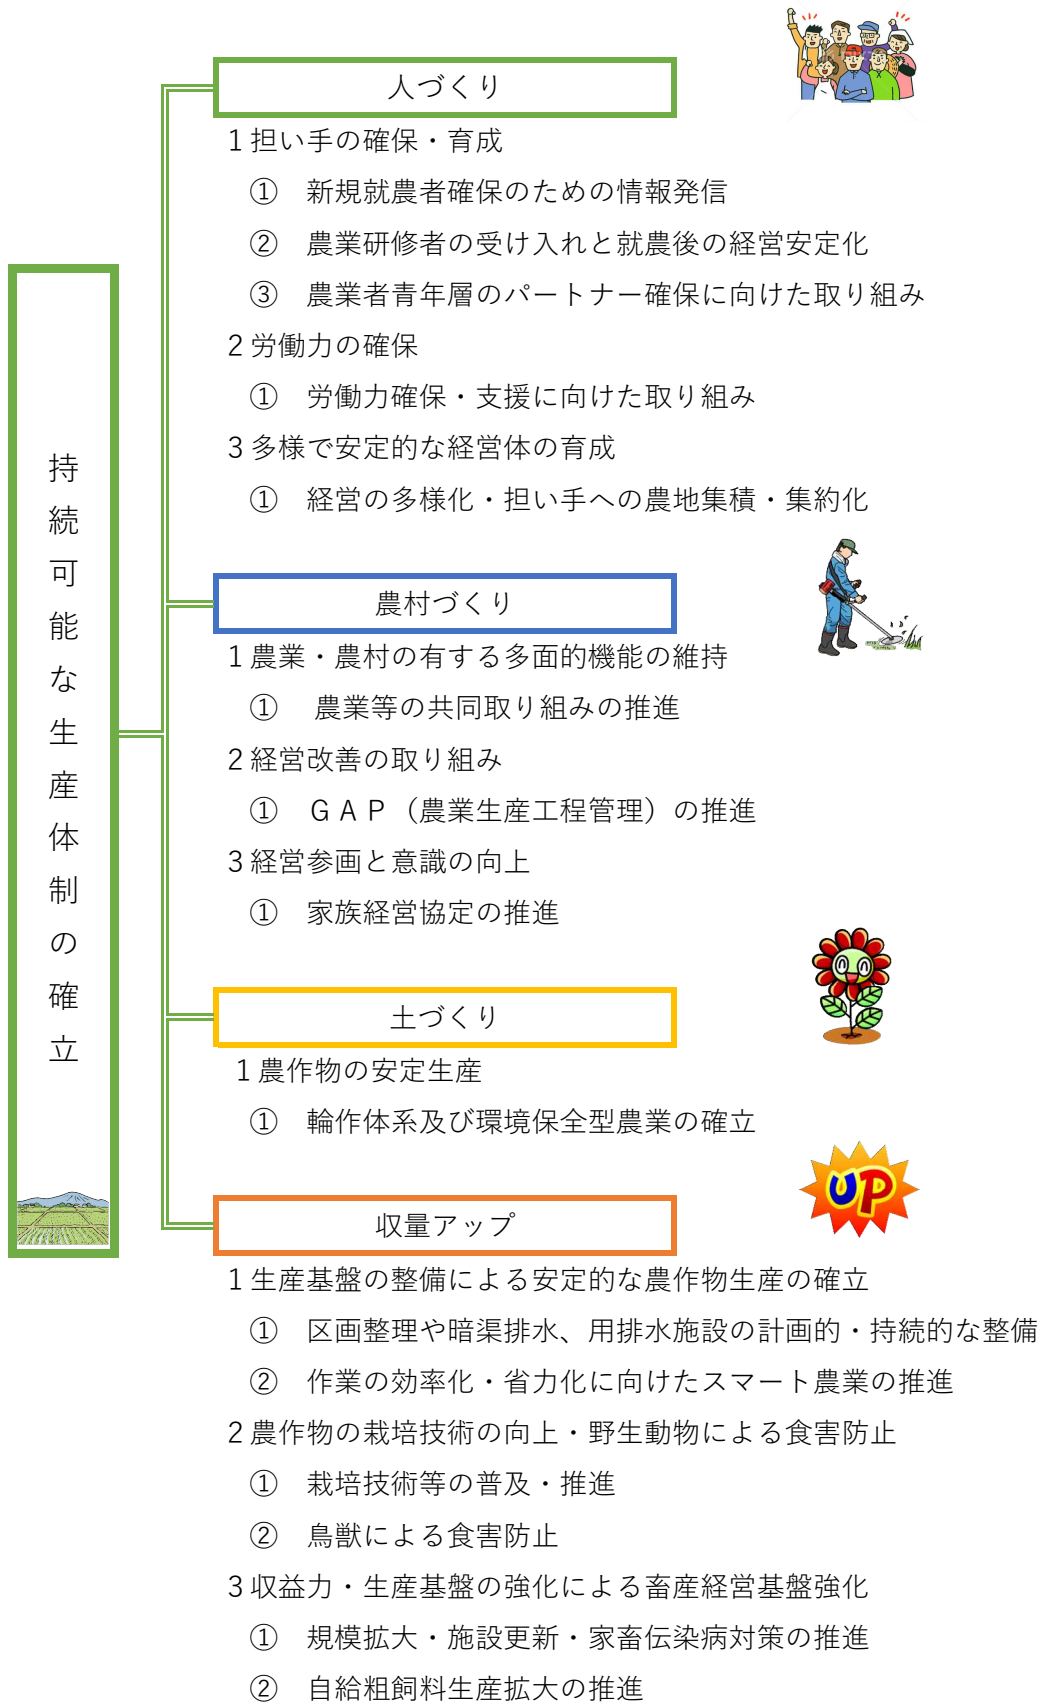 持続可能な生産体制の確立
人づくり
1担い手の確保・育成
① 新規就農者確保のための情報発信
② 農業研修者の受け入れと就農後の経営安定化
③ 農業者青年層のパートナー確保に向けた取り組み
2労働力の確保
① 労働力確保・支援に向けた取り組み
3多様で安定的な経営体の育成
① 経営の多様化・担い手への農地集積・集約化
農村づくり
1農業・農村の有する多面的機能の維持
① 農業等の共同取り組みの推進
2経営改善の取り組み
① ＧＡＰ（農業生産工程管理）の推進
3経営参画と意識の向上
① 家族経営協定の推進
土づくり
1農作物の安定生産
① 輪作体系及び環境保全型農業の確立
UP
収量アップ
1生産基盤の整備による安定的な農作物生産の確立
① 区画整理や暗渠排水、用排水施設の計画的・持続的な整備
② 作業の効率化・省力化に向けたスマート農業の推進
2農作物の栽培技術の向上・野生動物による食害防止
① 栽培技術等の普及・推進
② 鳥獣による食害防止
3収益力・生産基盤の強化による畜産経営基盤強化
① 規模拡大・施設更新・家畜伝染病対策の推進
② 自給粗飼料生産拡大の推進